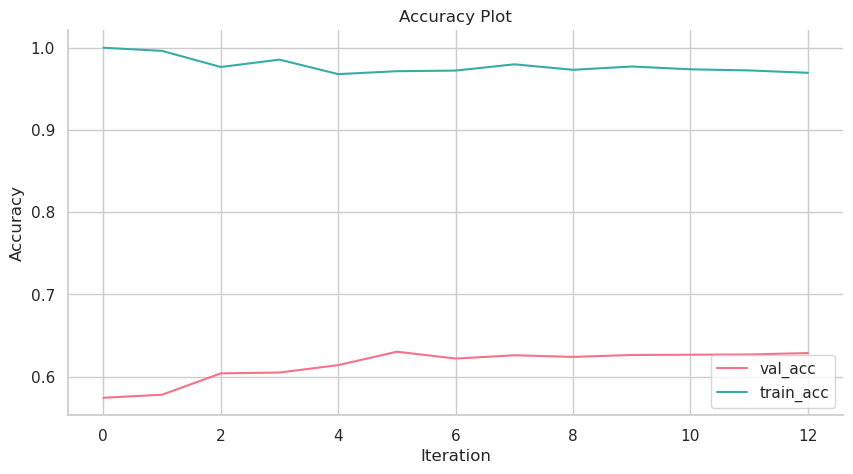 Accuracy Plot
1.0
0.9
0.8
0.7
0.6
Accuracy
0 2 4 6 8 10 12
Iteration
val_acc
train_acc